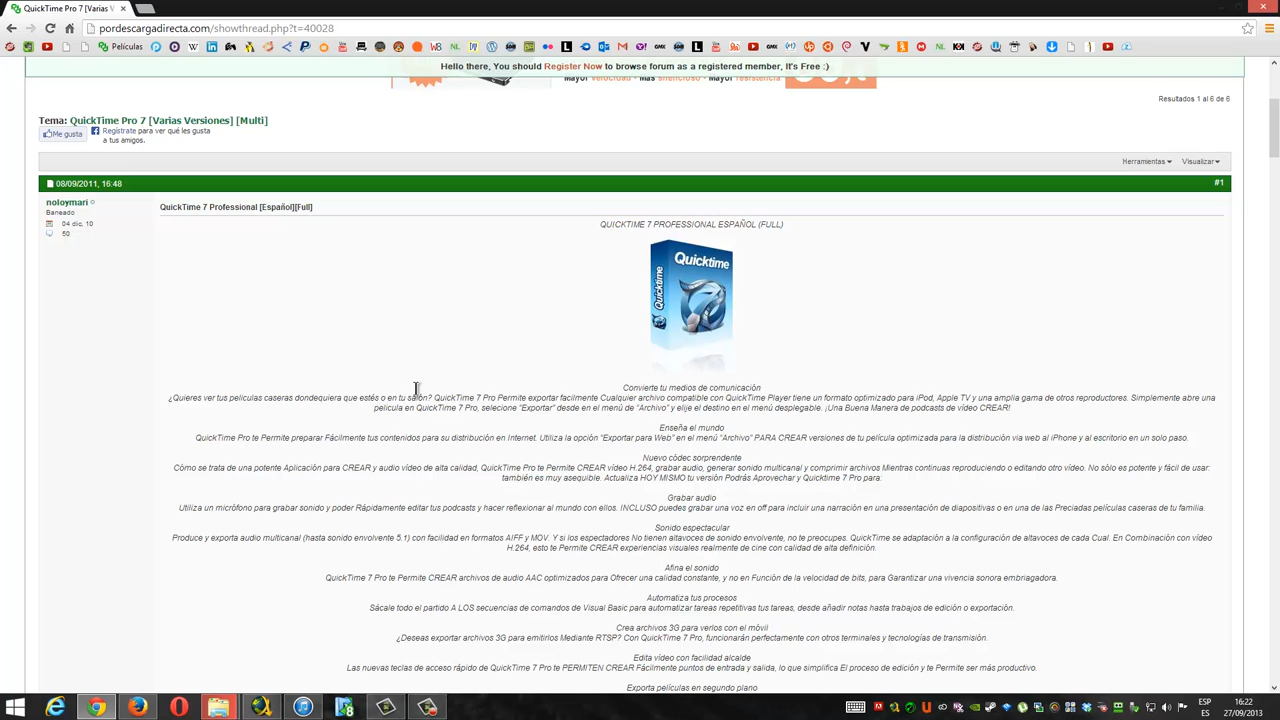 QuickTime Pro 7 [Varias V
pordescargadirecta.com/showthread.php?t=40028
Películas
Hello there, You should Register Now to browse forum as a registered member, It's Free :)
Mayor velocidad - Más silencioso - Mayor resistencia
Resultados 1 al 6 de 6
Tema: QuickTime Pro 7 [Varias Versiones] [Multi]
Me gusta
Regístrate para ver qué les gusta
a tus amigos.
Herramientas
Visualizar
08/09/2011, 16:48
#1
noloymari
Baneado
04 dic, 10
50
QuickTime 7 Professional [Español][Full]
QUICKTIME 7 PROFESSIONAL ESPAÑOL (FULL)
Quicktime
Quicktime
Convierte tu medios de comunicación
¿Quieres ver tus peliculas caseras dondequiera que estés o en tu salón? QuickTime 7 Pro Permite exportar facilmente Cualquier archivo compatible con QuickTime Player tiene un formato optimizado para iPod, Apple TV y una amplia gama de otros reproductores. Simplemente abre una
pelicula en QuickTime 7 Pro, selecione "Exportar" desde en el menú de "Archivo" y elije el destino en el menú desplegable. ¡Una Buena Manera de podcasts de vídeo CREAR!
Enseña el mundo
QuickTime Pro te Permite preparar Fácilmente tus contenidos para su distribución en Internet. Utiliza la opción "Exportar para Web" en el menú "Archivo" PARA CREAR versiones de tu película optimizada para la distribución via web al iPhone y al escritorio en un solo paso.
Nuevo códec sorprendente
Cómo se trata de una potente Aplicación para CREAR y audio vídeo de alta calidad, QuickTime Pro te Permite CREAR vídeo H.264, grabar audio, generar sonido multicanal y comprimir archivos Mientras continuas reproduciendo o editando otro vídeo. No sólo es potente y fácil de usar:
también es muy asequible. Actualiza HOY MISMO tu versión Podrás Aprovechar y Quicktime 7 Pro para:
Grabar audio
Utiliza un micrófono para grabar sonido y poder Rápidamente editar tus podcasts y hacer reflexionar al mundo con ellos. INCLUSO puedes grabar una voz en off para incluir una narración en una presentación de diapositivas o en una de las Preciadas películas caseras de tu familia.
Sonido espectacular
Produce y exporta audio multicanal (hasta sonido envolvente 5.1) con facilidad en formatos AIFF y MOV. Y si los espectadores No tienen altavoces de sonido envolvente, no te preocupes. QuickTime se adaptación a la configuración de altavoces de cada Cual. En Combinación con vídeo
H.264, esto te Permite CREAR experiencias visuales realmente de cine con calidad de alta definición.
Afina el sonido
QuickTime 7 Pro te Permite CREAR archivos de audio AAC optimizados para Ofrecer una calidad constante, y no en Función de la velocidad de bits, para Garantizar una vivencia sonora embriagadora.
Automatiza tus procesos
Sácale todo el partido A LOS secuencias de comandos de Visual Basic para automatizar tareas repetitivas tus tareas, desde añadir notas hasta trabajos de edición o exportación.
Crea archivos 3G para verlos con el móvil
¿Deseas exportar archivos 3G para emitirlos Mediante RTSP? Con QuickTime 7 Pro, funcionarán perfectamente con otros terminales y tecnologías de transmisión.
Edita vídeo con facilidad alcalde
Las nuevas teclas de acceso rápido de QuickTime 7 Pro te PERMITEN CREAR Fácilmente puntos de entrada y salida, lo que simplifica El proceso de edición y te Permite ser más productivo.
Exporta películas en segundo plano
ESP
ES
16:22
27/09/2013